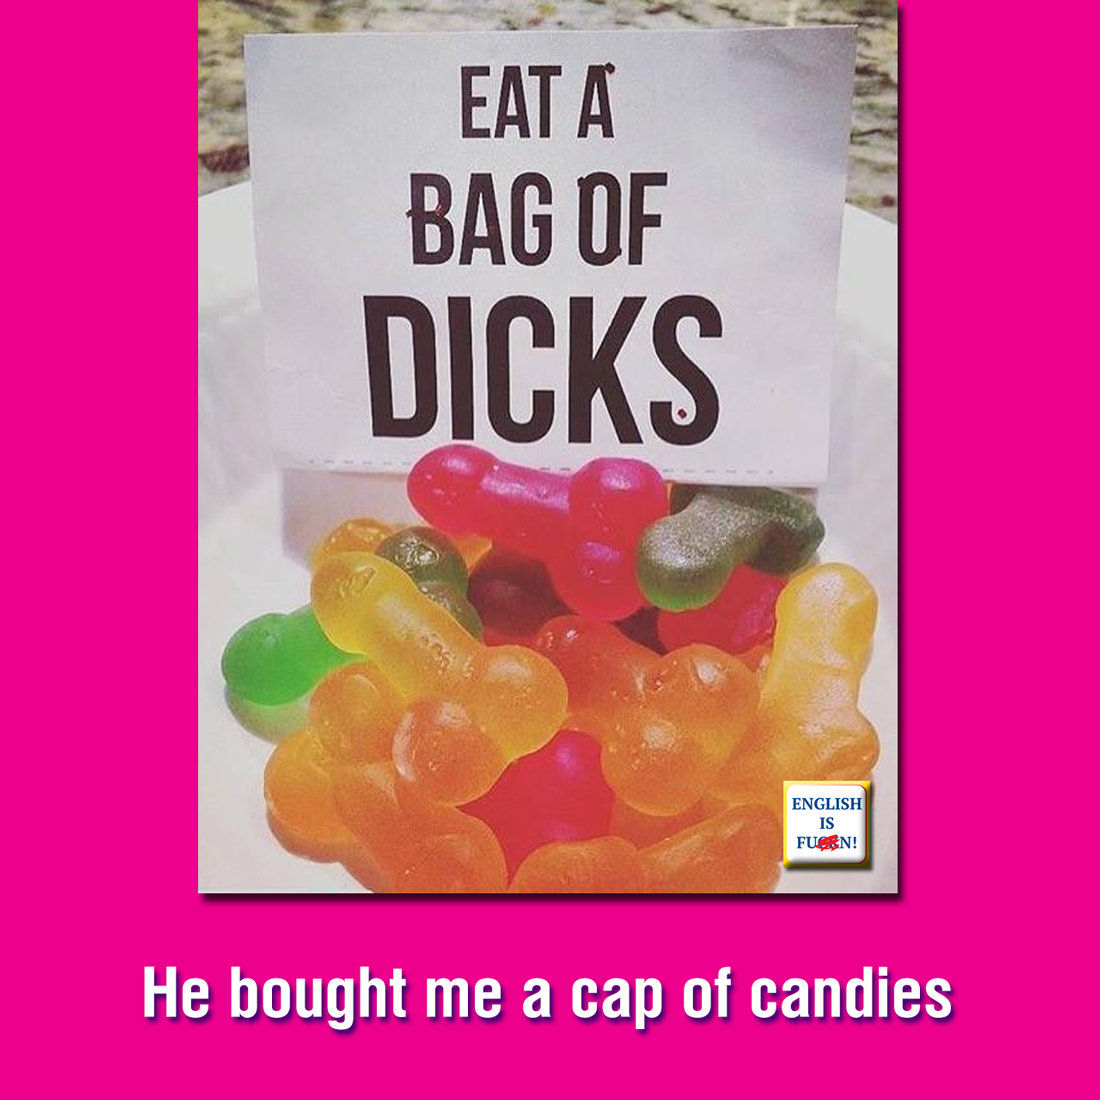 EAT A
BAG OF
DICKS
ENGLISH
IS
FU N!
He bought me a cap of candies